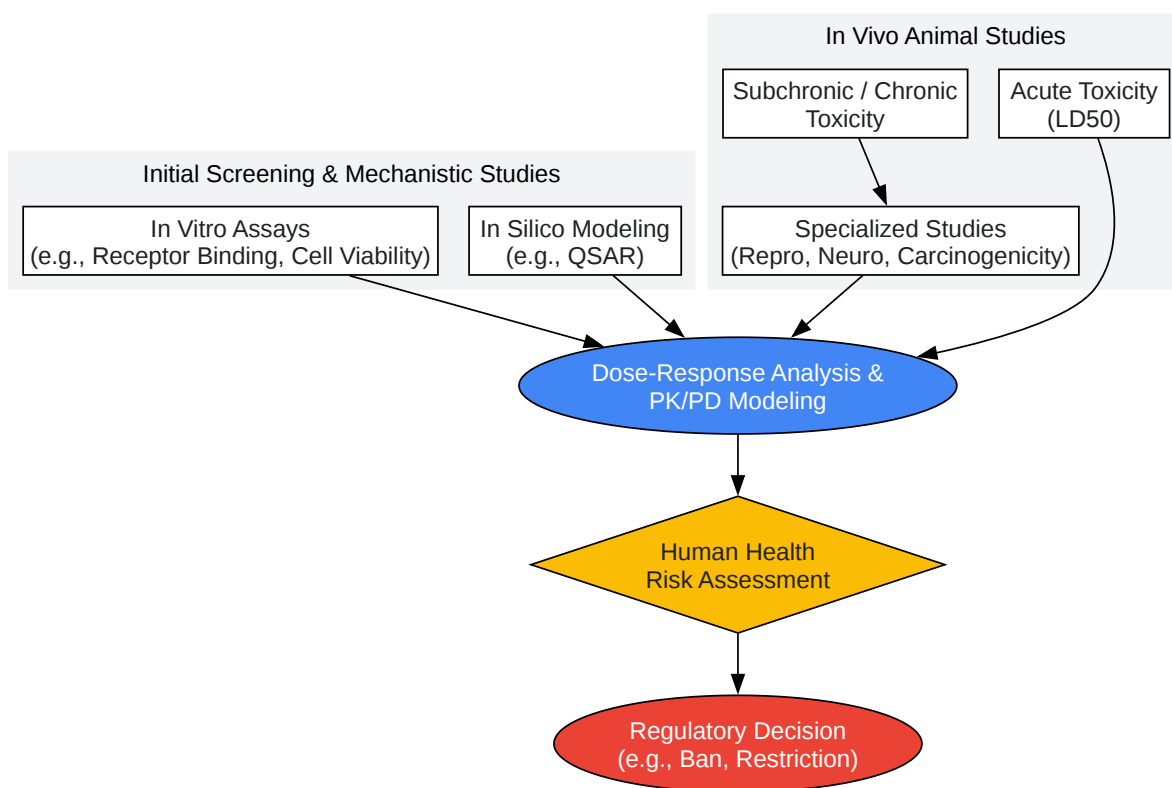 In Vivo Animal Studies
Subchronic / Chronic
Toxicity
Acute Toxicity
(LD50)
Initial Screening & Mechanistic Studies
In Vitro Assays
(e.g., Receptor Binding, Cell Viability)
In Silico Modeling
(e.g., QSAR)
Specialized Studies
(Repro, Neuro, Carcinogenicity)
Dose-Response Analysis &
PK/PD Modeling
Human Health
Risk Assessment
Regulatory Decision
(e.g., Ban, Restriction)